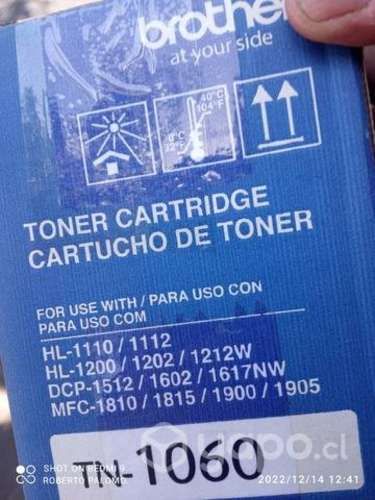 brother
at your side
40°C
104°F
0°C
32°F
TONER CARTRIDGE
CARTUCHO DE TONER
FOR USE WITH / PARA USO CON
PARA USO COM
HL-1110 / 1112
HL-1200 / 1202 / 1212W
DCP-1512 / 1602 / 1617NW
MFC-1810 / 1815 / 1900 / 1905
TN-1060
yapo.cl
SHOT ON REDMI 9
ROBERTO PALOMO.
2022/12/14 12:41